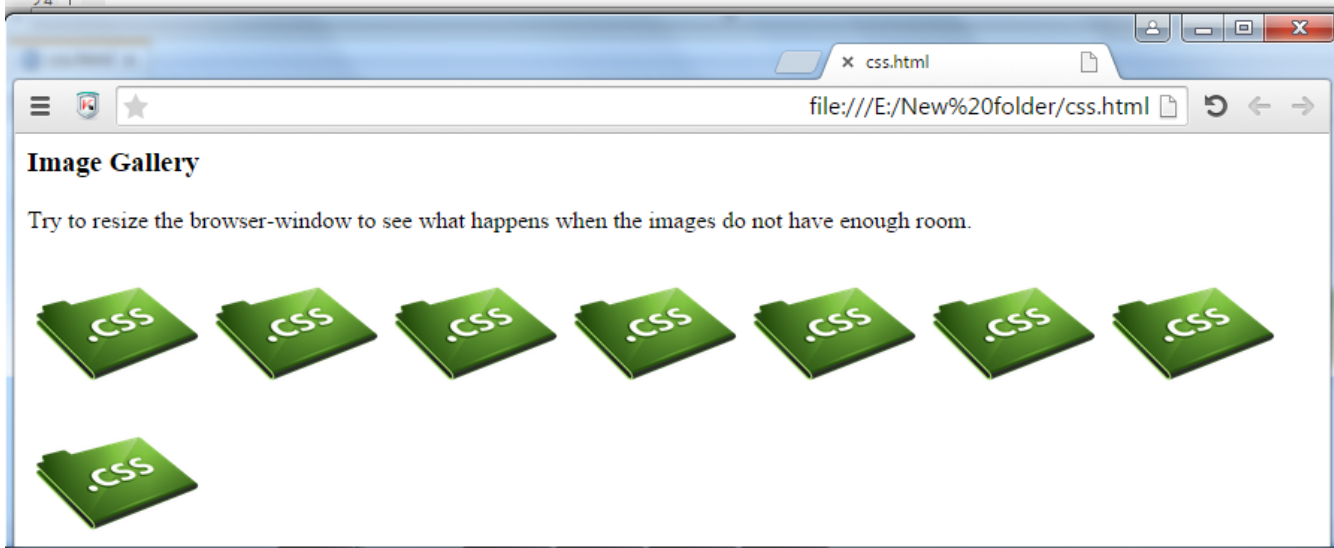 css.html
file:///E:/New%20folder/css.html
Image Gallery
Try to resize the browser-window to see what happens when the images do not have enough room.
.CSS .CSS .CSS .CSS .CSS .CSS .CSS
.CSS